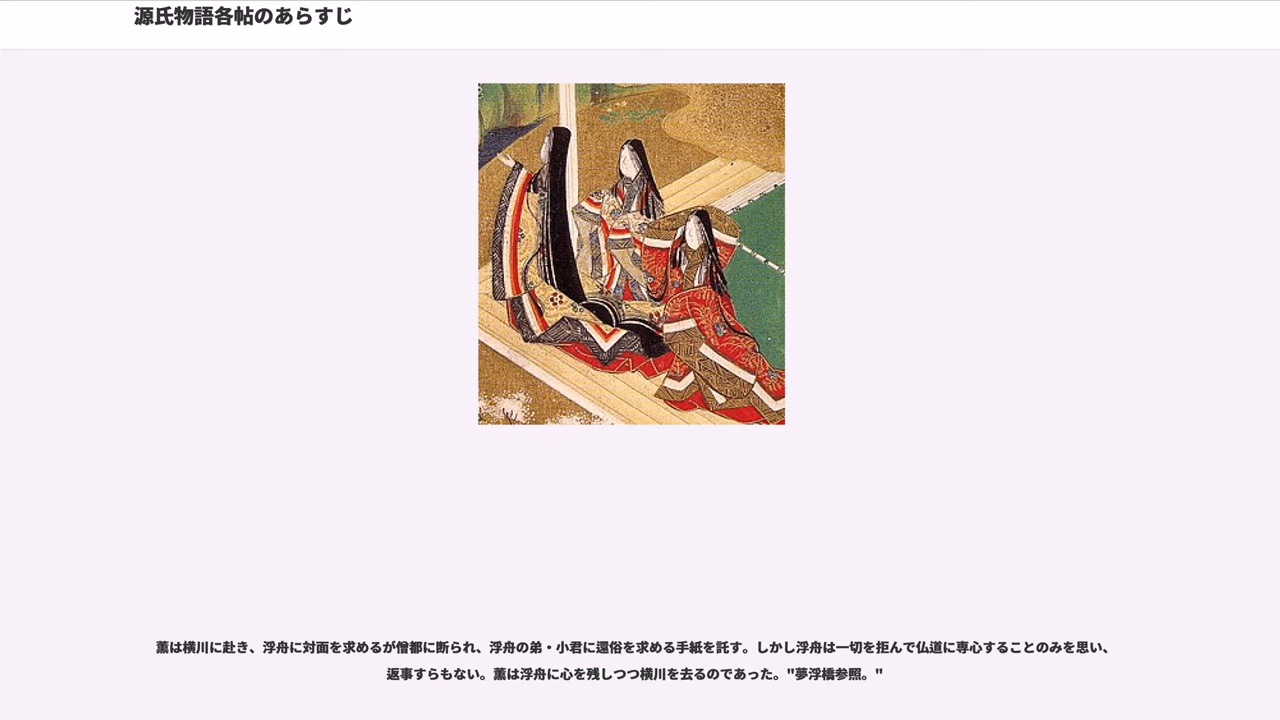 源氏物語各帖のあらすじ
薫は横川に赴き、浮舟に対面を求めるが僧都に断られ、浮舟の弟・小君に還俗を求める手紙を託す。しかし浮舟は一切を拒んで仏道に専心することのみを思い、
返事すらもない。薫は浮舟に心を残しつつ横川を去るのであった。"夢浮橋参照。"